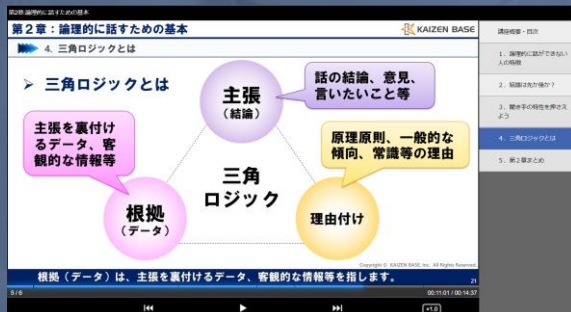 第2章 論理的に話すための基本
第２章：論理的に話すための基本
KAIZEN BASE
4. 三角ロジックとは
➢ 三角ロジックとは
主張
（結論）
話の結論、意見、
言いたいこと等
主張を裏付け
るデータ、客
観的な情報等
原理原則、一般的な
傾向、常識等の理由
三角
ロジック
根拠
（データ）
理由付け
Copyright © KAIZEN BASE, Inc. All Rights Reserved.
21
根拠（データ）は、主張を裏付けるデータ、客観的な情報等を指します。
5/6
00:11:01 / 00:14:37
×1.0
講座概要・目次
1. 論理的に話ができない
人の特徴
2. 結論は先か後か？
3. 聞き手の特性を押さえ
よう
4. 三角ロジックとは
5. 第２章まとめ